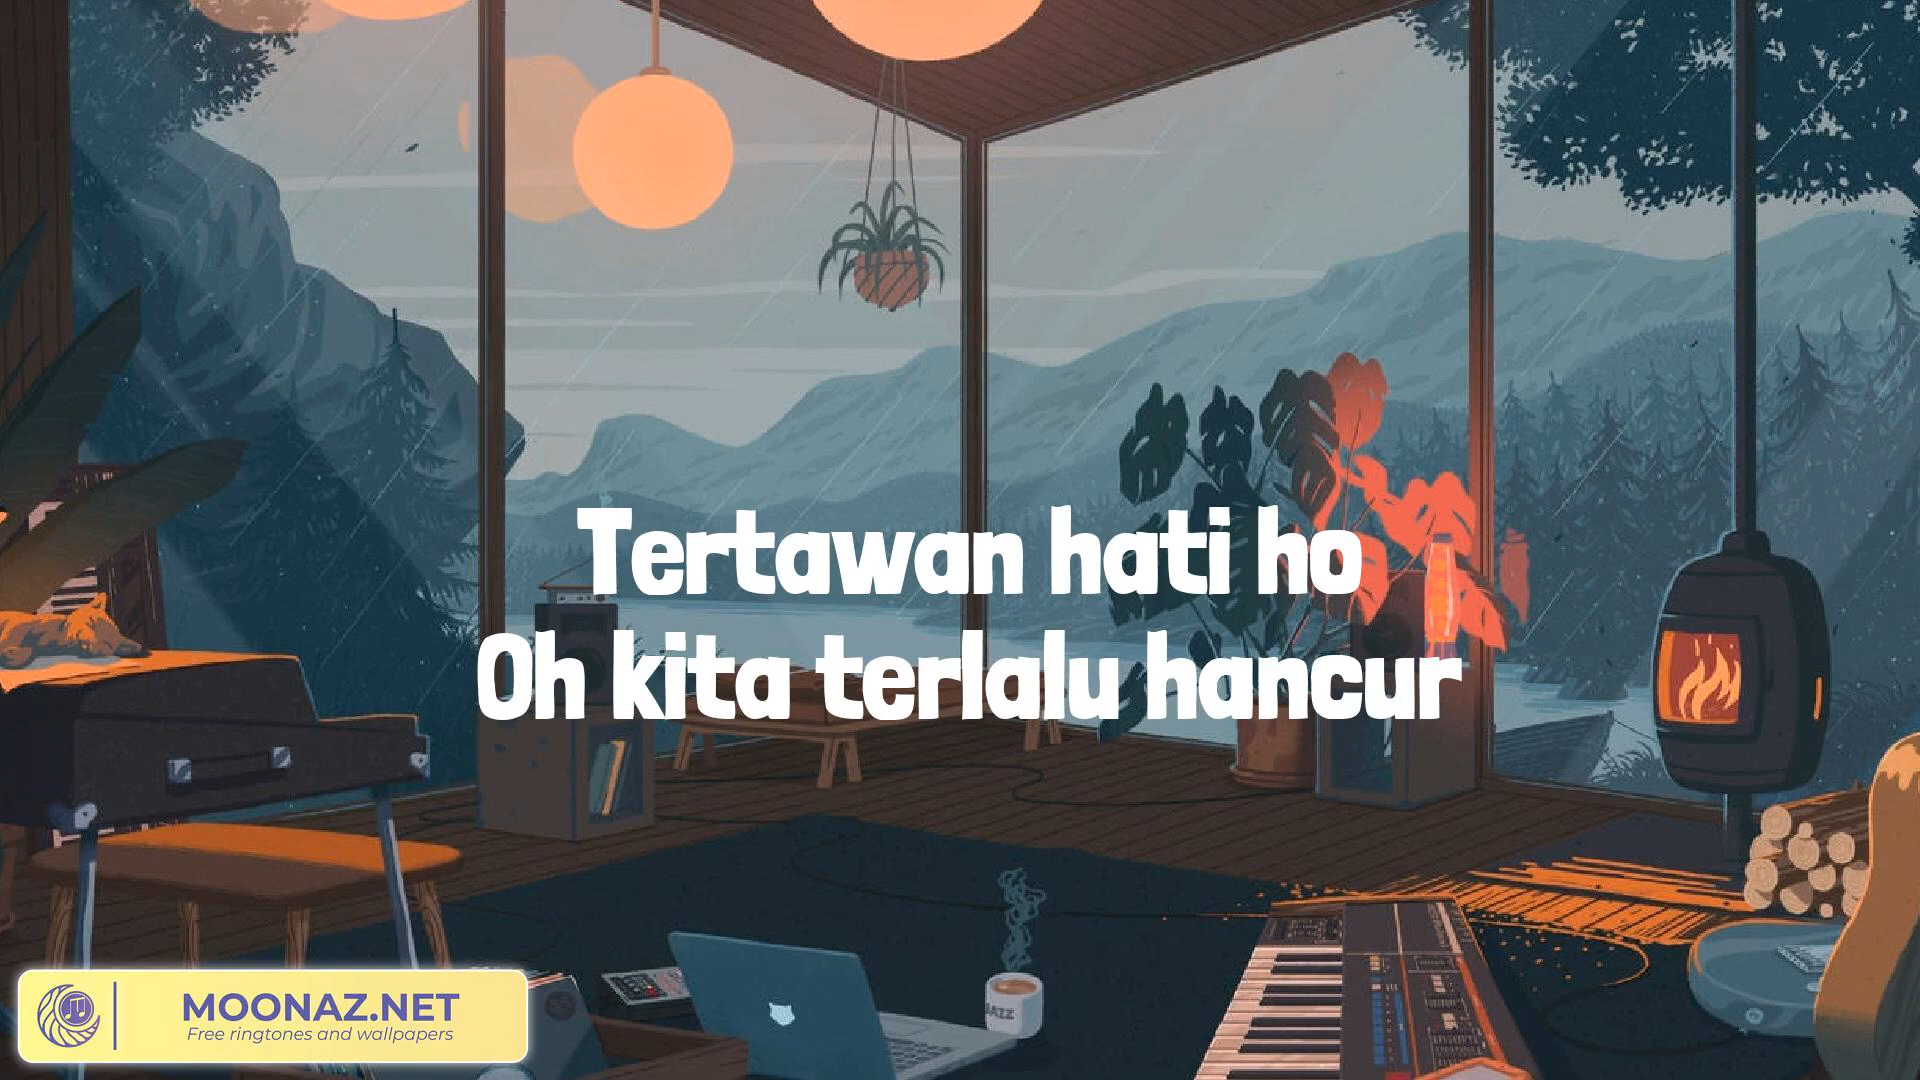 Tertawan hati ho
Oh kita terlalu hancur
MOONAZ.NET
Free ringtones and wallpapers